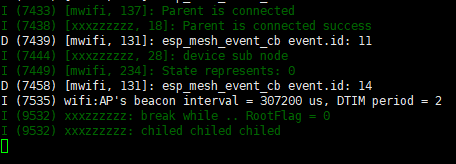 I (7433) [mwifi, 137]: Parent is connected
I (7438) [xxxzzzzzz, 18]: Parent is connected success
D (7439) [mwifi, 131]: esp_mesh_event_cb event.id: 11
I (7444) [xxxzzzzzz, 28]: device sub node
I (7449) [mwifi, 234]: State represents: 0
D (7458) [mwifi, 131]: esp_mesh_event_cb event.id: 14
I (7535) wifi:AP's beacon interval = 307200 us, DTIM period = 2
I (9532) xxxzzzzzz: break while .. RootFlag = 0
I (9532) xxxzzzzzz: chiled chiled chiled